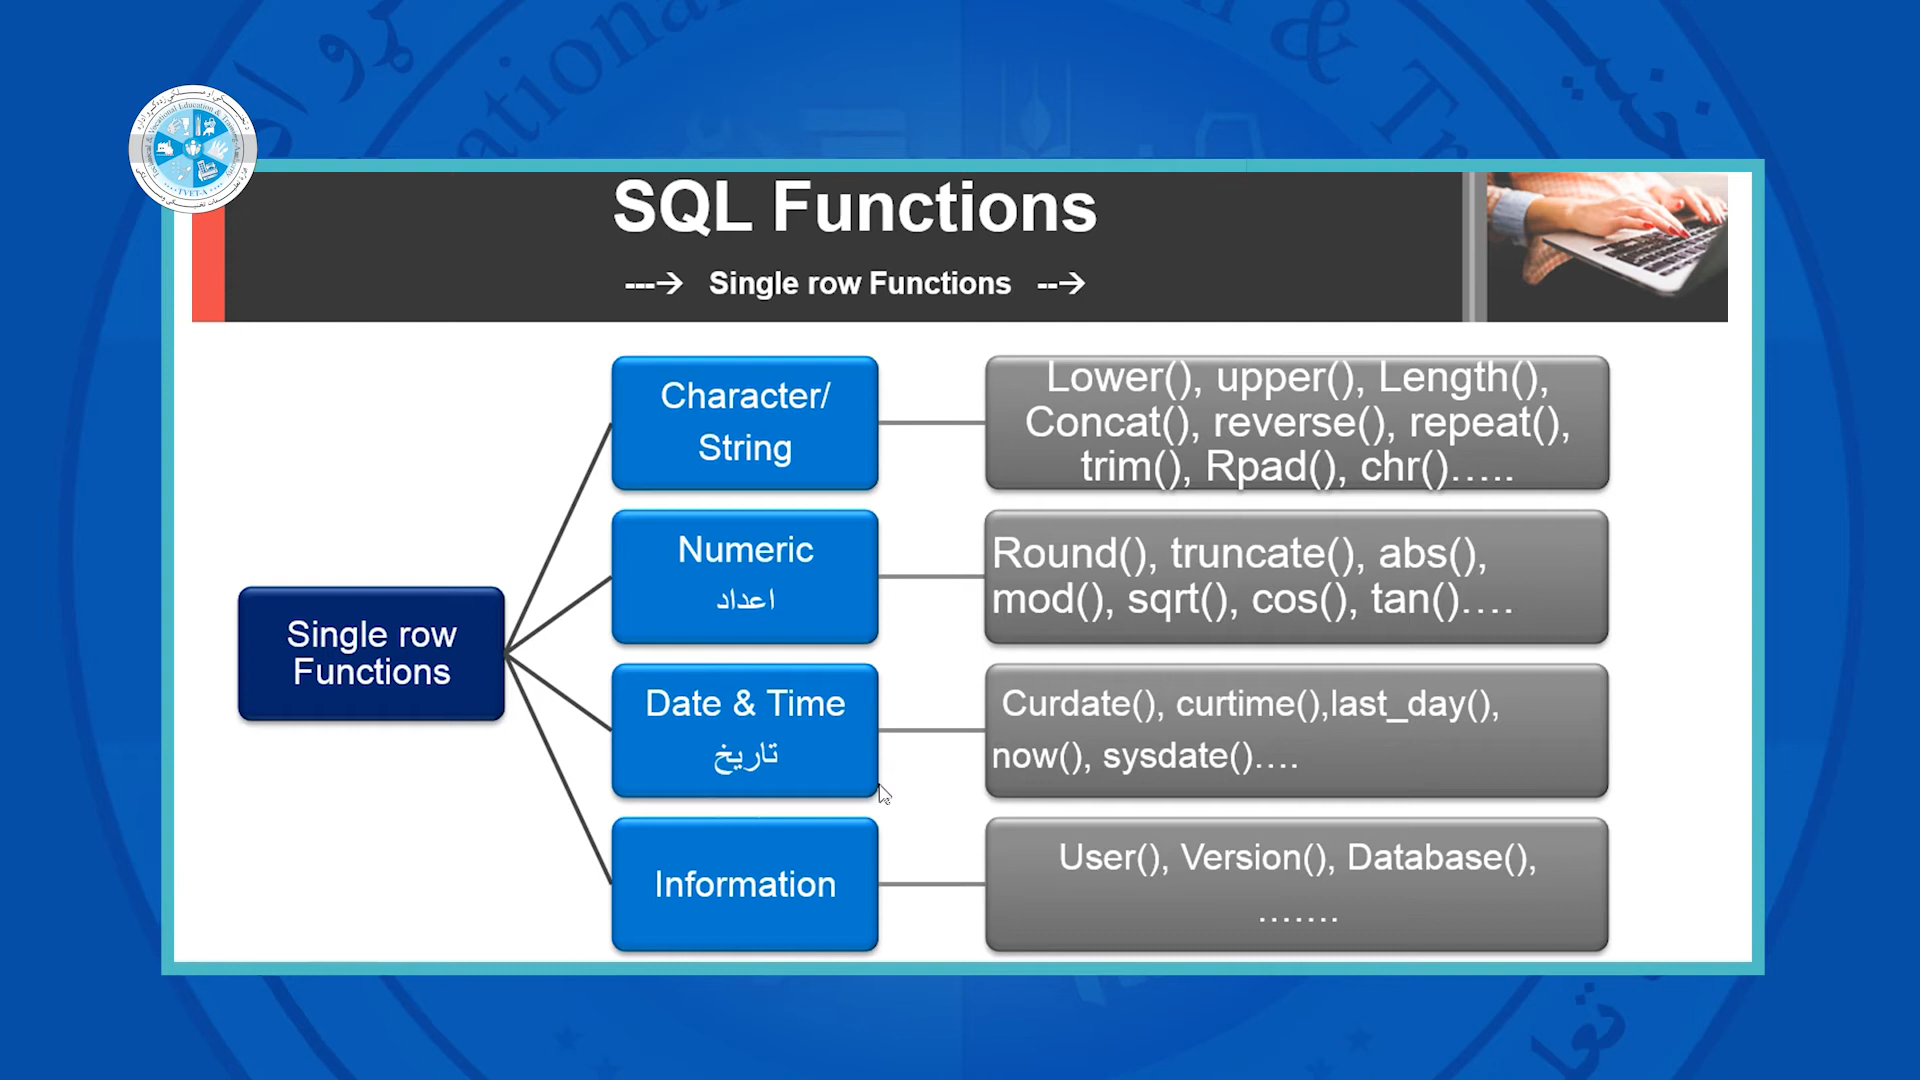 SQL Functions
---→ Single row Functions --→
Single row
Functions
Character/
String
Lower(), upper(), Length(),
Concat(), reverse(), repeat(),
trim(), Rpad(), chr().....
Numeric
اعداد
Round(), truncate(), abs(),
mod(), sqrt(), cos(), tan()....
Date & Time
تاریخ
Curdate(), curtime(),last_day(),
now(), sysdate()....
Information
User(), Version(), Database(),
.......
TVET-A